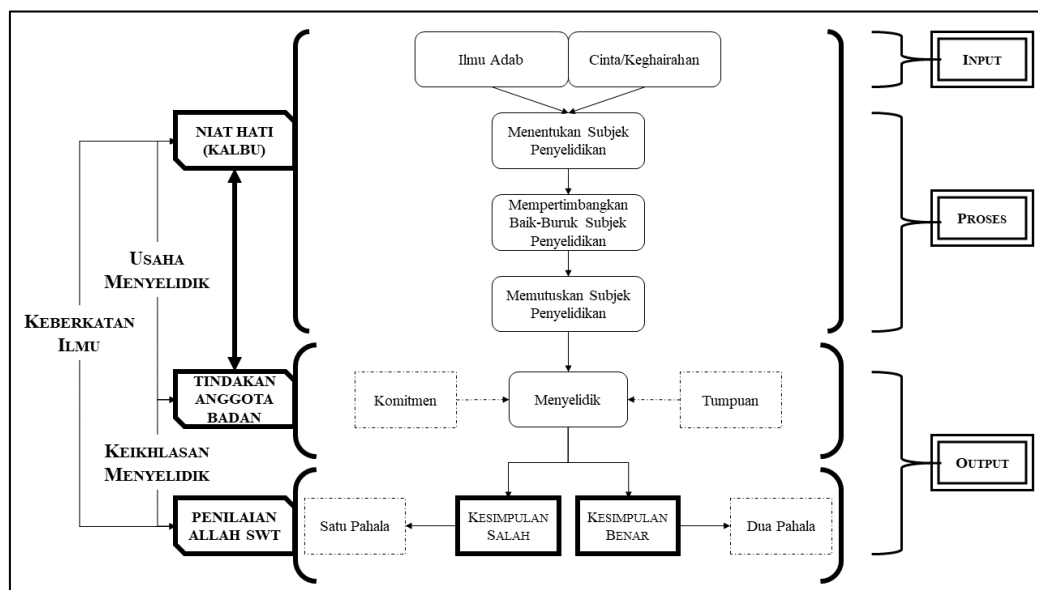 Ilmu Adab
Cinta/Keghairahan
INPUT
NIAT HATI
(KALBU)
Menentukan Subjek
Penyelidikan
Mempertimbangkan
Baik-Buruk Subjek
Penyelidikan
PROSES
USAHA
MENYELIDIK
Memutuskan Subjek
Penyelidikan
KEBERKATAN
ILMU
TINDAKAN
ANGGOTA
BADAN
Komitmen
Menyelidik
Tumpuan
KEIKHLASAN
MENYELIDIK
OUTPUT
PENILAIAN
ALLAH SWT
Satu Pahala
KESIMPULAN
SALAH
KESIMPULAN
BENAR
Dua Pahala